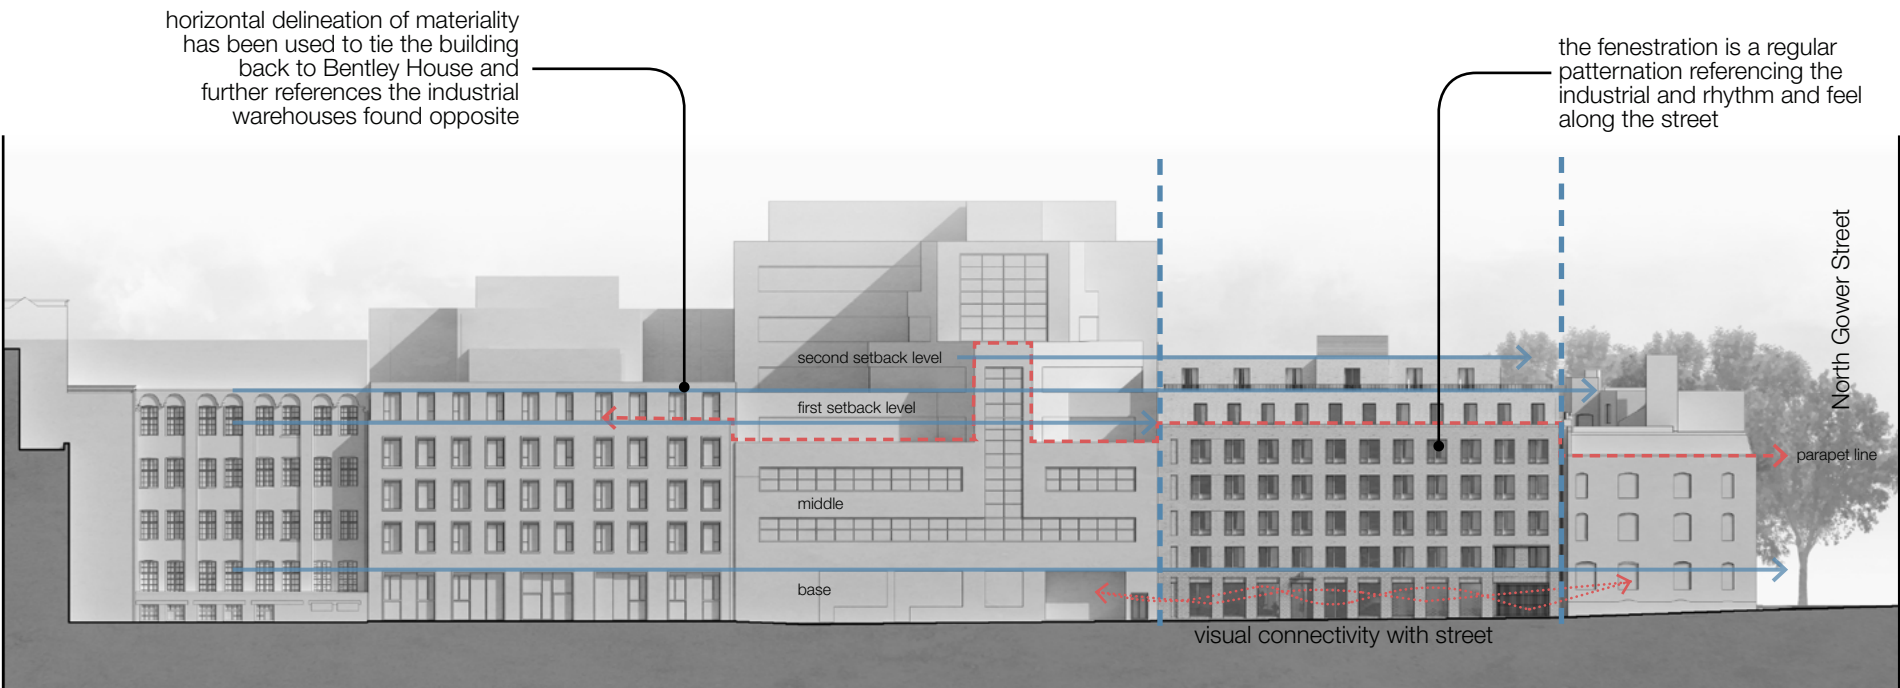 horizontal delineation of materiality
has been used to tie the building
back to Bentley House and
further references the industrial
warehouses found opposite
the fenestration is a regular
patternation referencing the
industrial and rhythm and feel
along the street
North Gower Street
second setback level
first setback level
parapet line
middle
base
visual connectivity with street